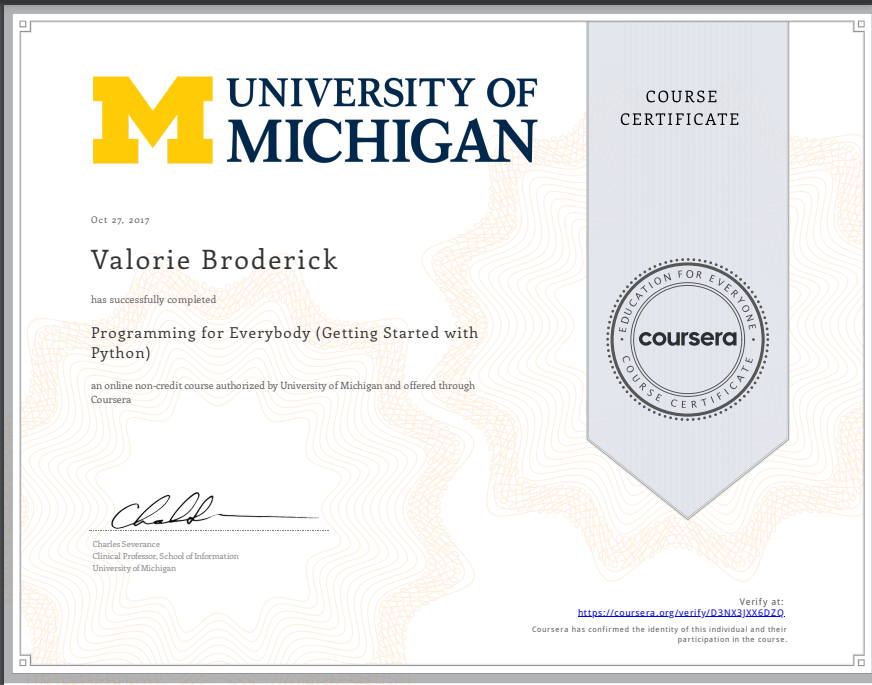 UNIVERSITY OF
MICHIGAN
COURSE
CERTIFICATE
Oct 27, 2017
Valorie Broderick
has successfully completed
Programming for Everybody (Getting Started with
Python)
an online non-credit course authorized by University of Michigan and offered through
Coursera
EDUCATION FOR EVERYONE
coursera
COURSE CERTIFICATE
Charles Severance
Clinical Professor, School of Information
University of Michigan
Verify at:
https://coursera.org/verify/D3NX3JXX6DZQ
Coursera has confirmed the identity of this individual and their
participation in the course.